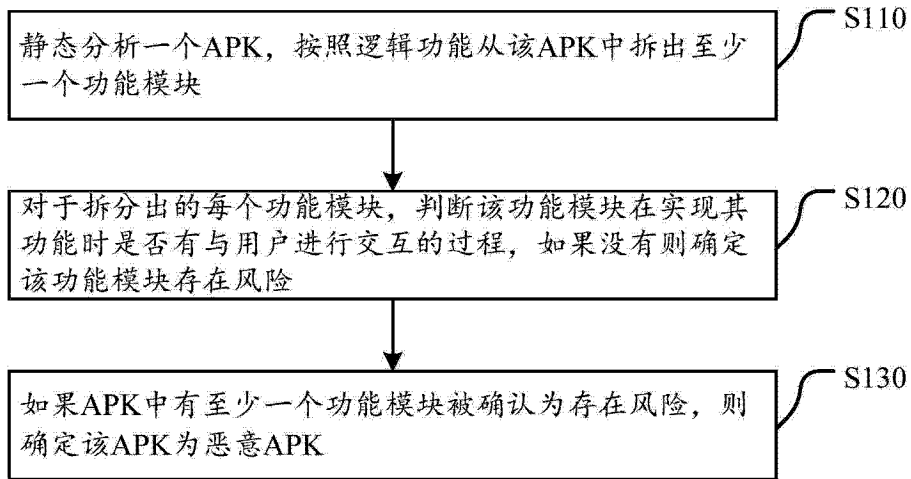 静态分析一个APK，按照逻辑功能从该APK中拆出至少
一个功能模块
S110
对于拆分出的每个功能模块，判断该功能模块在实现其
功能时是否有与用户进行交互的过程，如果没有则确定
该功能模块存在风险
S120
如果APK中有至少一个功能模块被确认为存在风险，则
确定该APK为恶意APK
S130